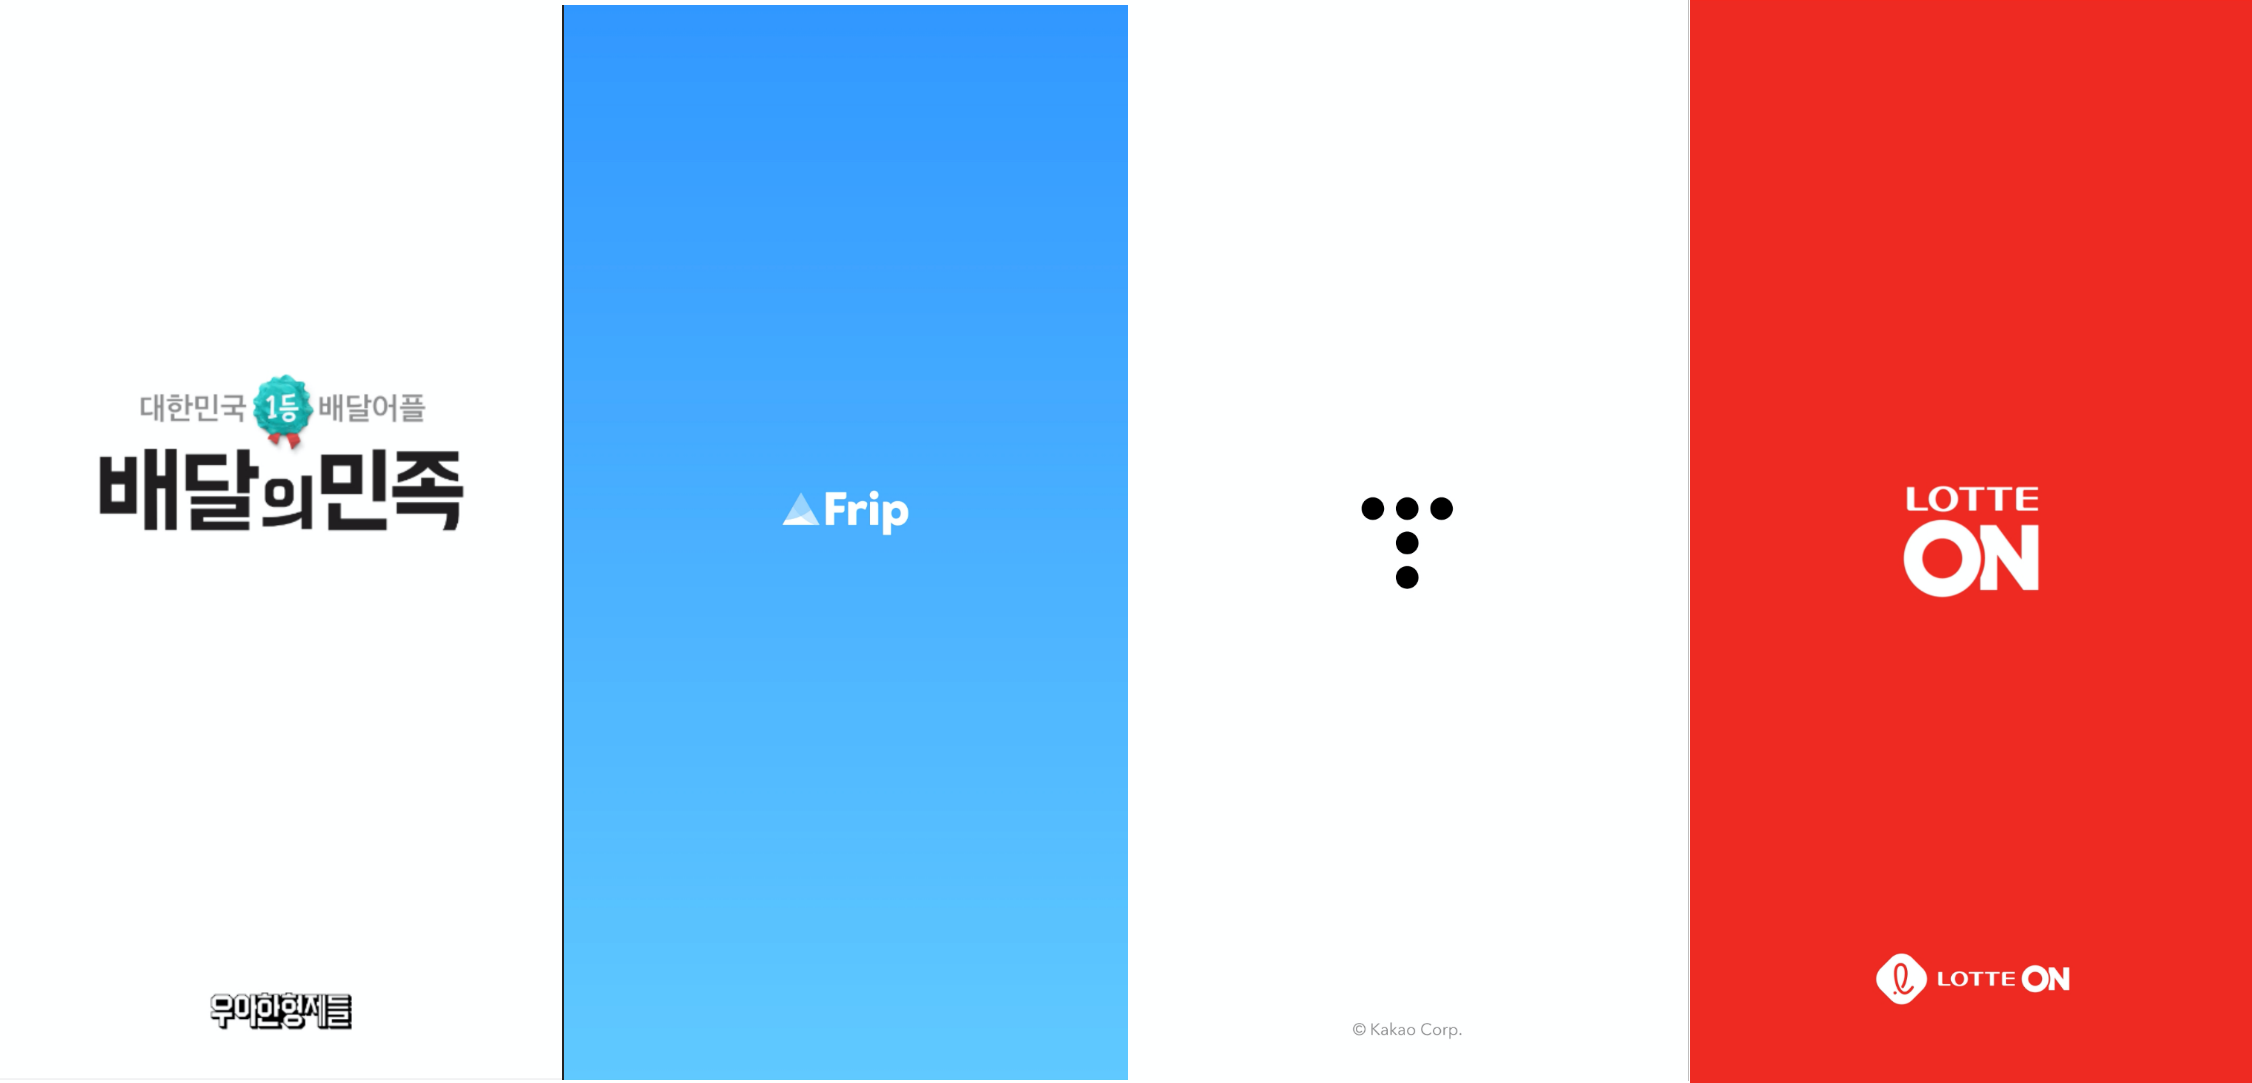 대한민국 1등 배달어플
배달의민족
우아한형제들
Frip
© Kakao Corp.
LOTTE
ON
LOTTE ON